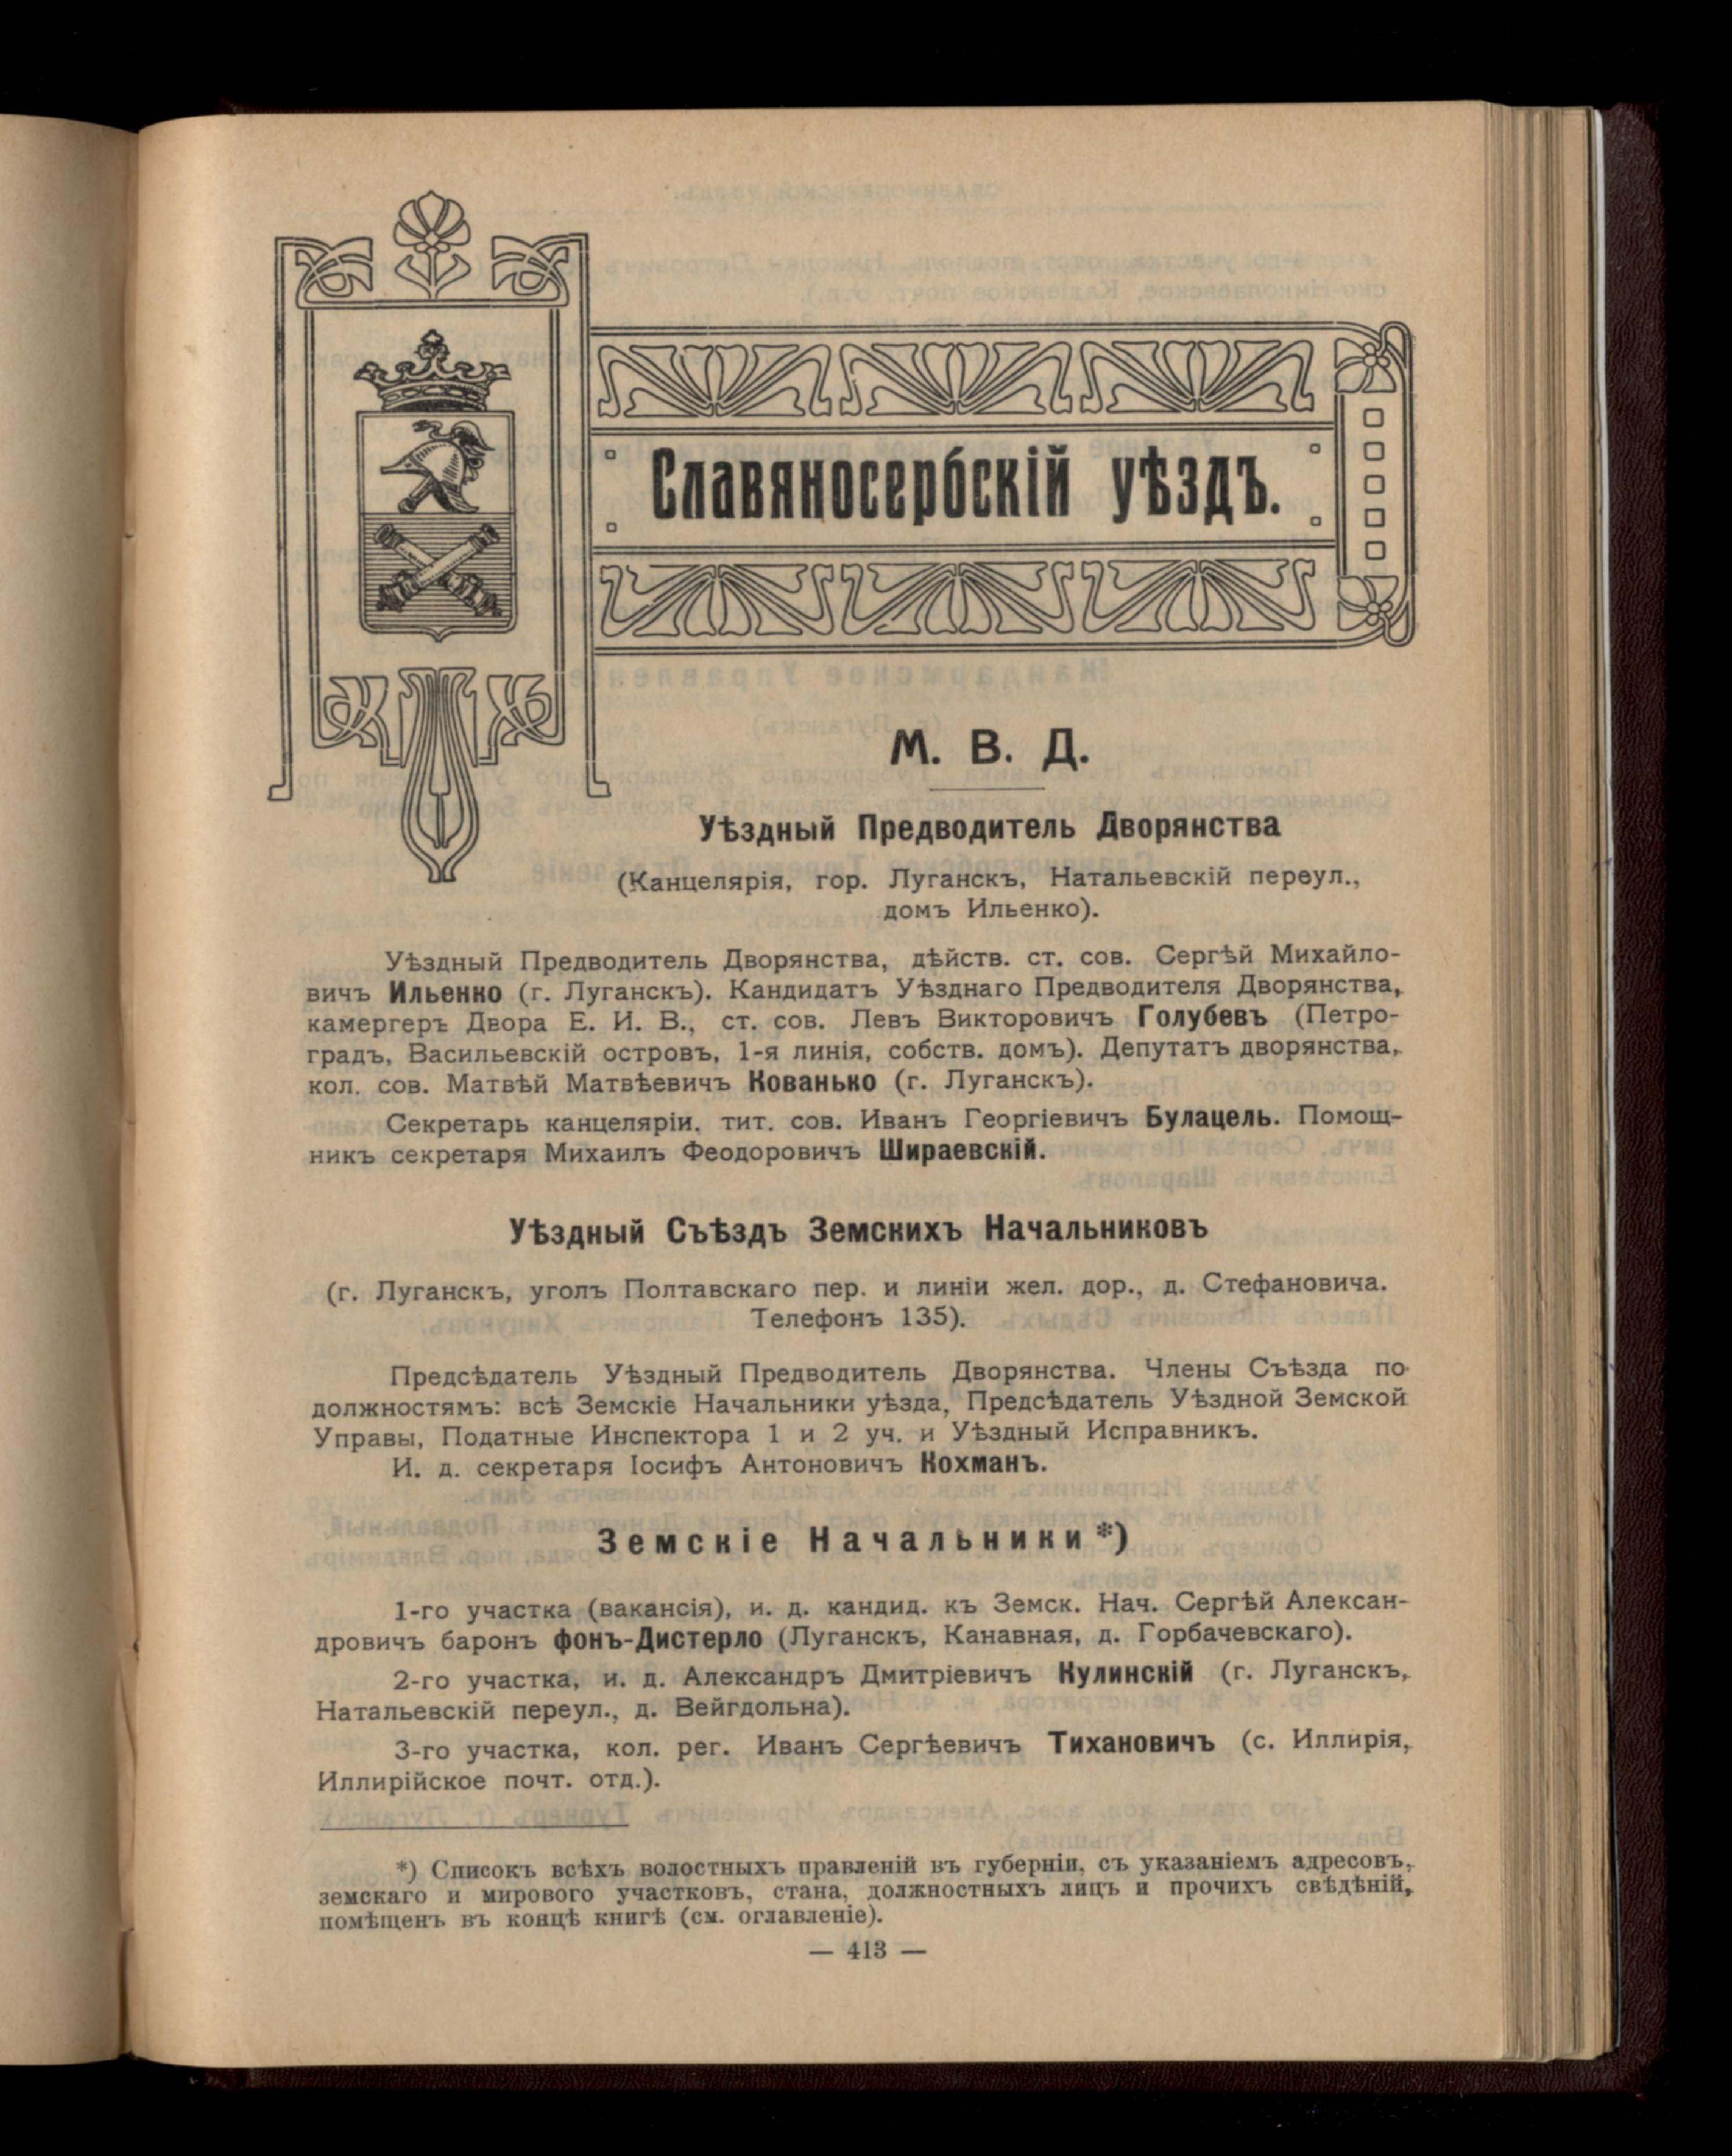 Славяносербскій уѣздъ.
М. В. Д.
Уѣздный Предводитель Дворянства
(Канцелярія, гор. Луганскъ, Натальевскій переул.,
домъ Ильенко).
Уѣздный Предводитель Дворянства, дѣйств. ст. сов. Сергѣй Михайло-
вичъ Ильенко (г. Луганскъ). Кандидатъ Уѣзднаго Предводителя Дворянства,
камергеръ Двора Е. И. В., ст. сов. Левъ Викторовичъ Голубевъ (Петро-
градъ, Васильевскій островъ, 1-я линія, собств. домъ). Депутатъ дворянства,
кол. сов. Матвѣй Матвѣевичъ Кованько (г. Луганскъ).
Секретарь канцеляріи, тит. сов. Иванъ Георгіевичъ Булацель. Помощ-
никъ секретаря Михаилъ Феодоровичъ Шираевскій.
Уѣздный Съѣздъ Земскихъ Начальниковъ
(г. Луганскъ, уголъ Полтавскаго пер. и линіи жел. дор., д. Стефановича.
Телефонъ 135).
Предсѣдатель Уѣздный Предводитель Дворянства. Члены Съѣзда по
должностямъ: всѣ Земскіе Начальники уѣзда, Предсѣдатель Уѣздной Земской
Управы, Податные Инспектора 1 и 2 уч. и Уѣздный Исправникъ.
И. д. секретаря Іосифъ Антоновичъ Кохманъ.
Земскіе Начальники *)
1-го участка (вакансія), и. д. кандид. къ Земск. Нач. Сергѣй Алексан-
дровичъ баронъ фонъ-Дистерло (Луганскъ, Канавная, д. Горбачевскаго).
2-го участка, и. д. Александръ Дмитріевичъ Кулинскій (г. Луганскъ,
Натальевскій переул., д. Вейгдольна).
3-го участка, кол. рег. Иванъ Сергѣевичъ Тихановичъ (с. Иллирія,
Иллирійское почт. отд.).
*) Списокъ всѣхъ волостныхъ правленій въ губерніи, съ указаніемъ адресовъ,
земскаго и мирового участковъ, стана, должностныхъ лицъ и прочихъ свѣдѣній,
помѣщенъ въ концѣ книгѣ (см. оглавленіе).
— 413 —